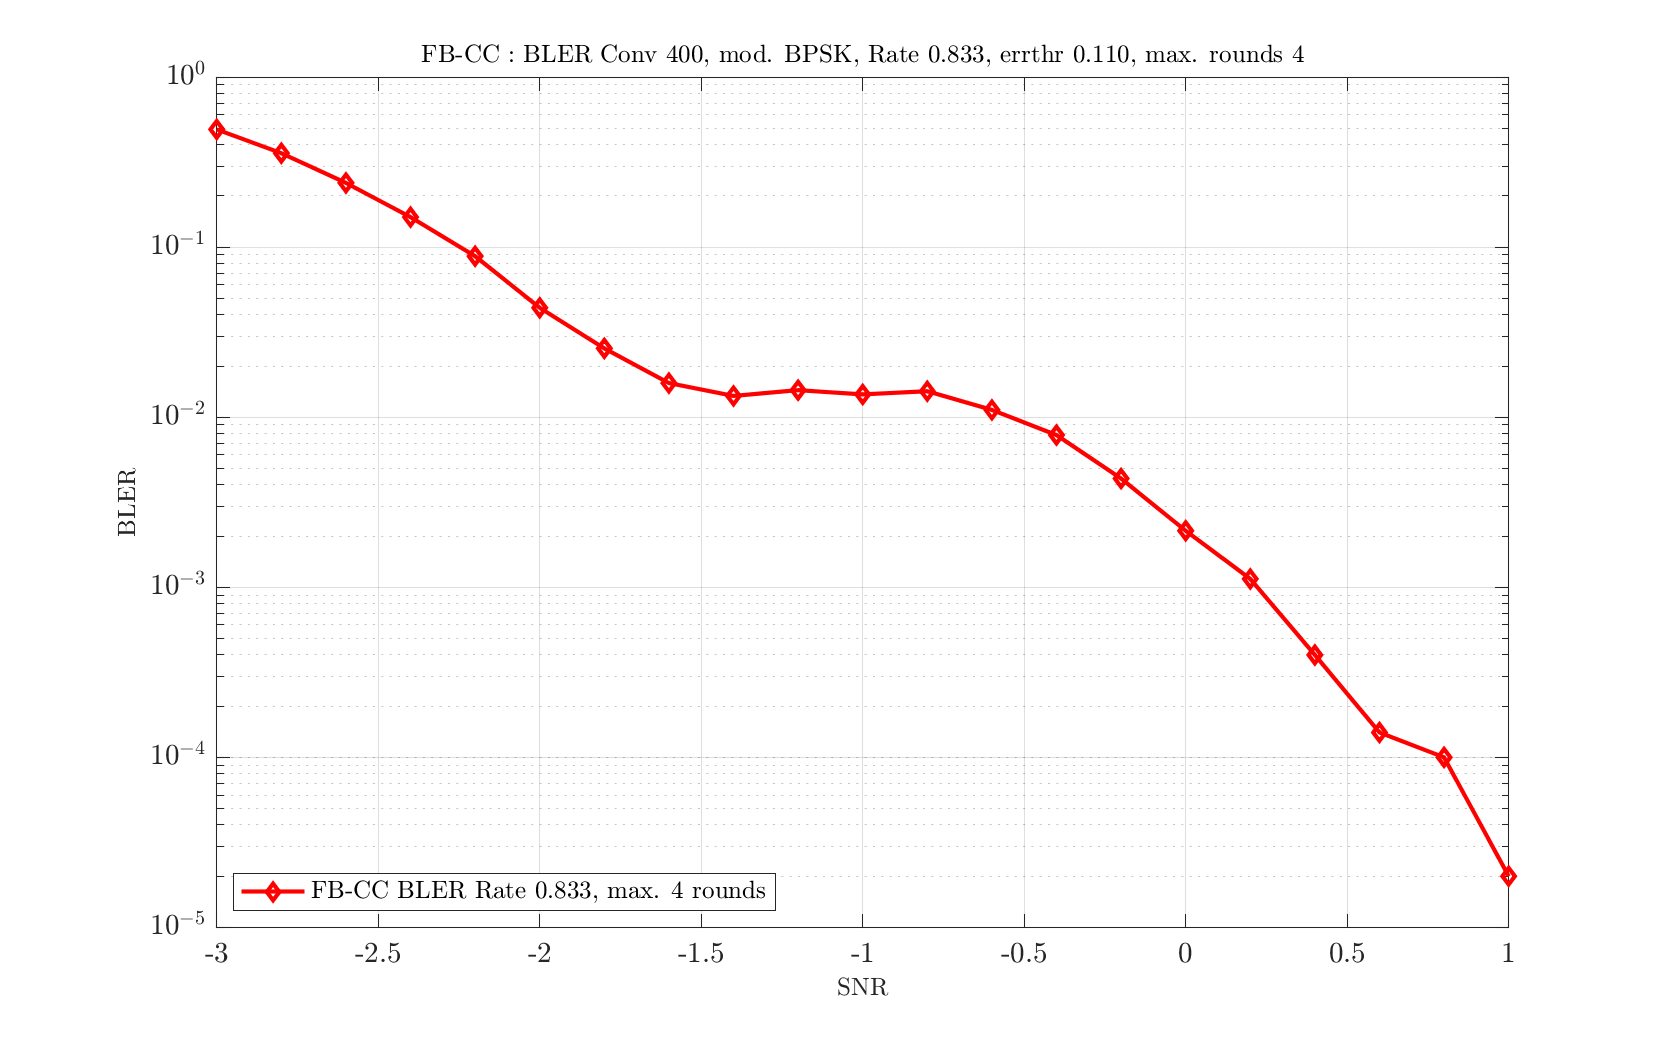 FB-CC : BLER Conv 400, mod. BPSK, Rate 0.833, errthr 0.110, max. rounds 4
10^0
10^{-1}
10^{-2}
10^{-3}
10^{-4}
10^{-5}
BLER
FB-CC BLER Rate 0.833, max. 4 rounds
-3 -2.5 -2 -1.5 -1 -0.5 0 0.5 1
SNR